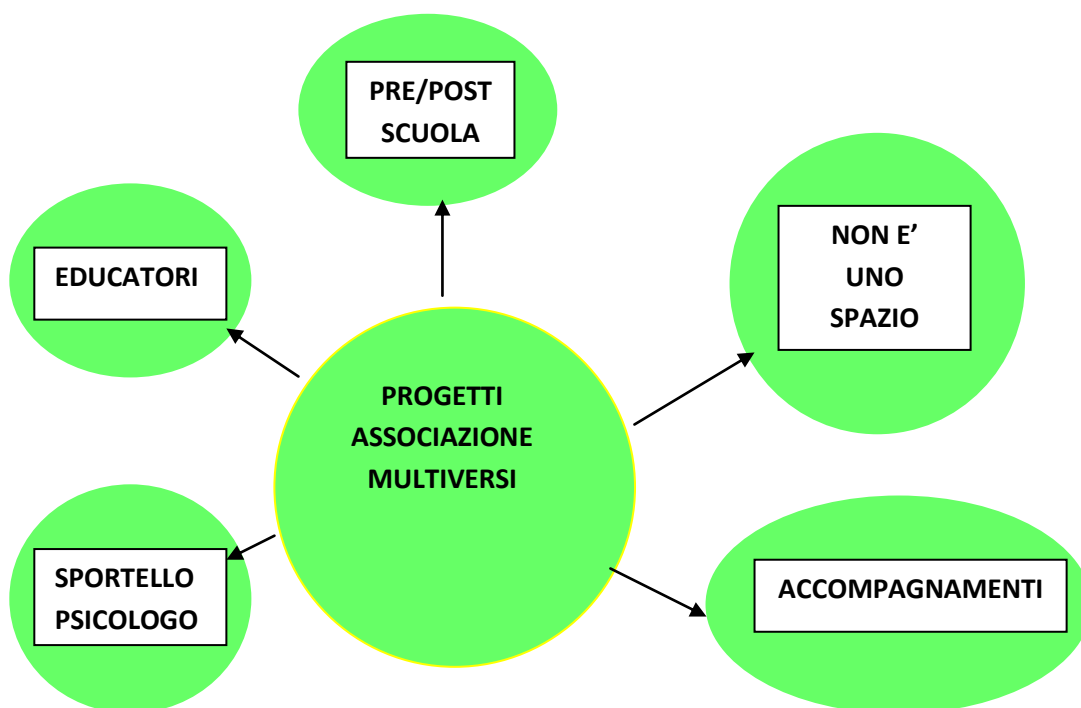 PRE/POST
SCUOLA
NON E’
UNO
SPAZIO
EDUCATORI
PROGETTI
ASSOCIAZIONE
MULTIVERSI
SPORTELLO
PSICOLOGO
ACCOMPAGNAMENTI